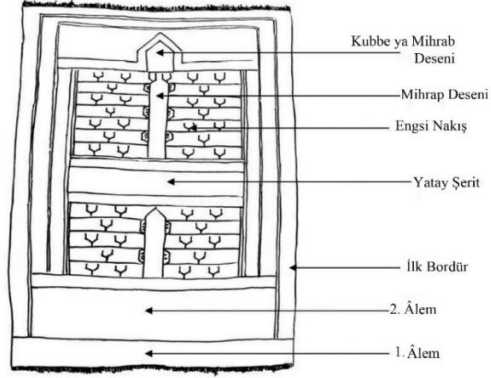 Kubbe ya Mihrab
Deseni
Mihrap Deseni
Engsi Nakış
Yatay Şerit
İlk Bordür
2. Âlem
1. Âlem